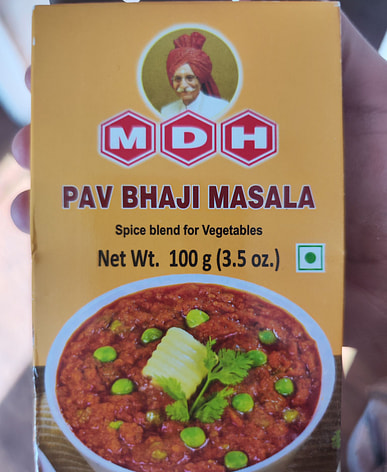 MDH
PAV BHAJI MASALA
Spice blend for Vegetables
Net Wt. 100 g (3.5 oz.)